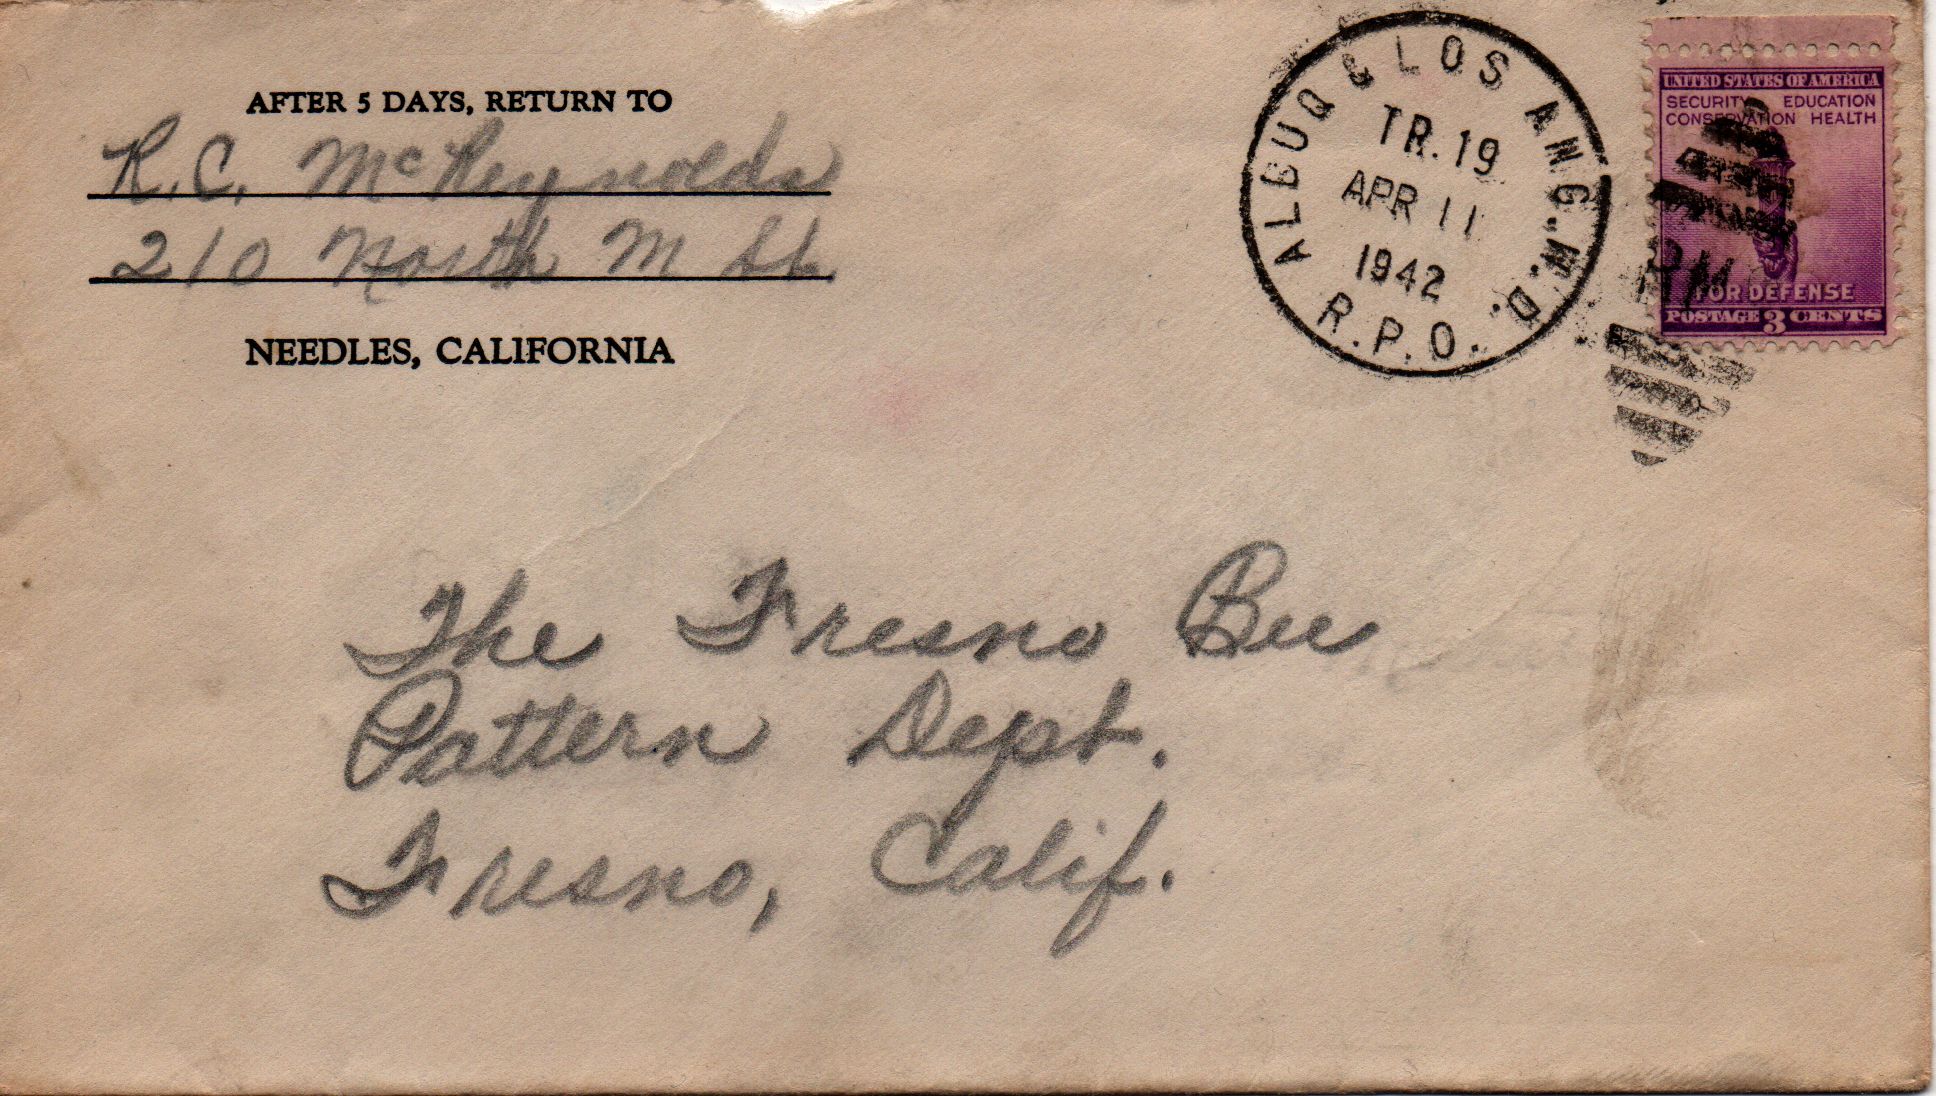 AFTER 5 DAYS, RETURN TO
R. C. McReynolds
210 North M St.
NEEDLES, CALIFORNIA
ALBUQ & LOS ANG. W.D.
TR. 19
APR 11
1942
R.P.O.
UNITED STATES OF AMERICA
SECURITY EDUCATION
CONSERVATION HEALTH
RMS
FOR DEFENSE
POSTAGE 3 CENTS
The Fresno Bee
Pattern Dept.
Fresno, Calif.